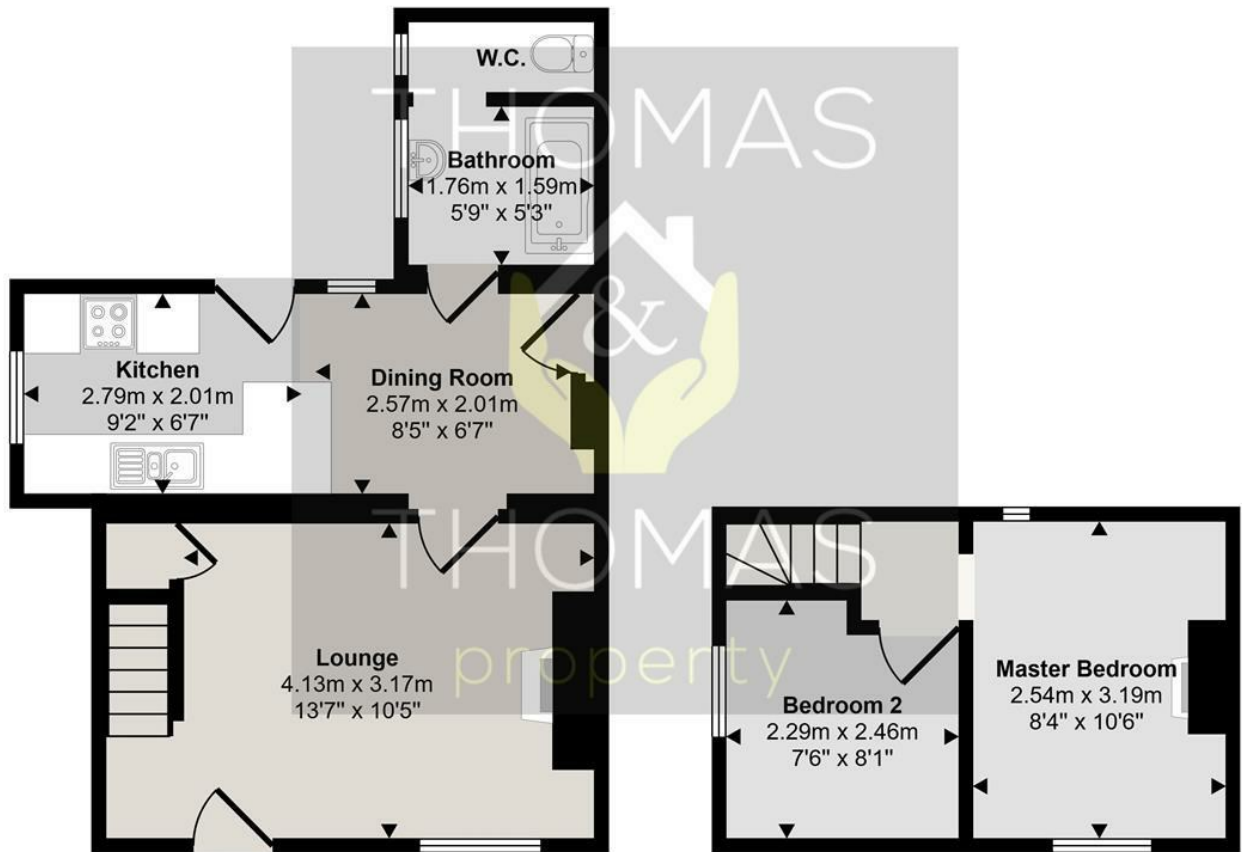 W.C.
THOMAS
Bathroom
1.76m x 1.59m
5'9" x 5'3"
&
Kitchen
2.79m x 2.01m
9'2" x 6'7"
Dining Room
2.57m x 2.01m
8'5" x 6'7"
THOMAS
property
Lounge
4.13m x 3.17m
13'7" x 10'5"
Bedroom 2
2.29m x 2.46m
7'6" x 8'1"
Master Bedroom
2.54m x 3.19m
8'4" x 10'6"